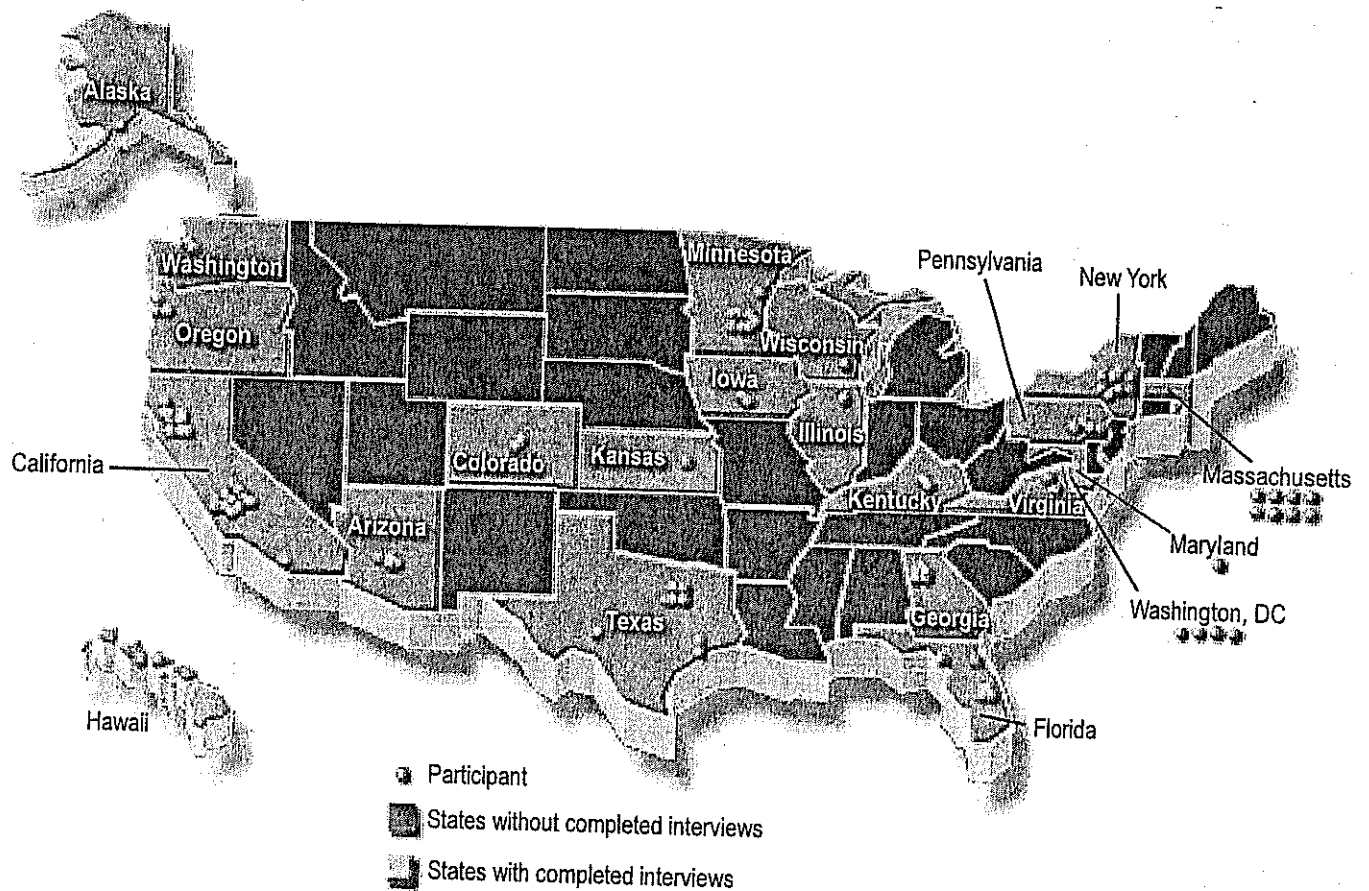 Alaska
Washington
Oregon
California
Minnesota
Wisconsin
Iowa
Illinois
Colorado
Kansas
Kentucky
Virginia
Arizona
Texas
Georgia
Florida
Pennsylvania
New York
Massachusetts
Maryland
Washington, DC
Hawaii
Participant
States without completed interviews
States with completed interviews